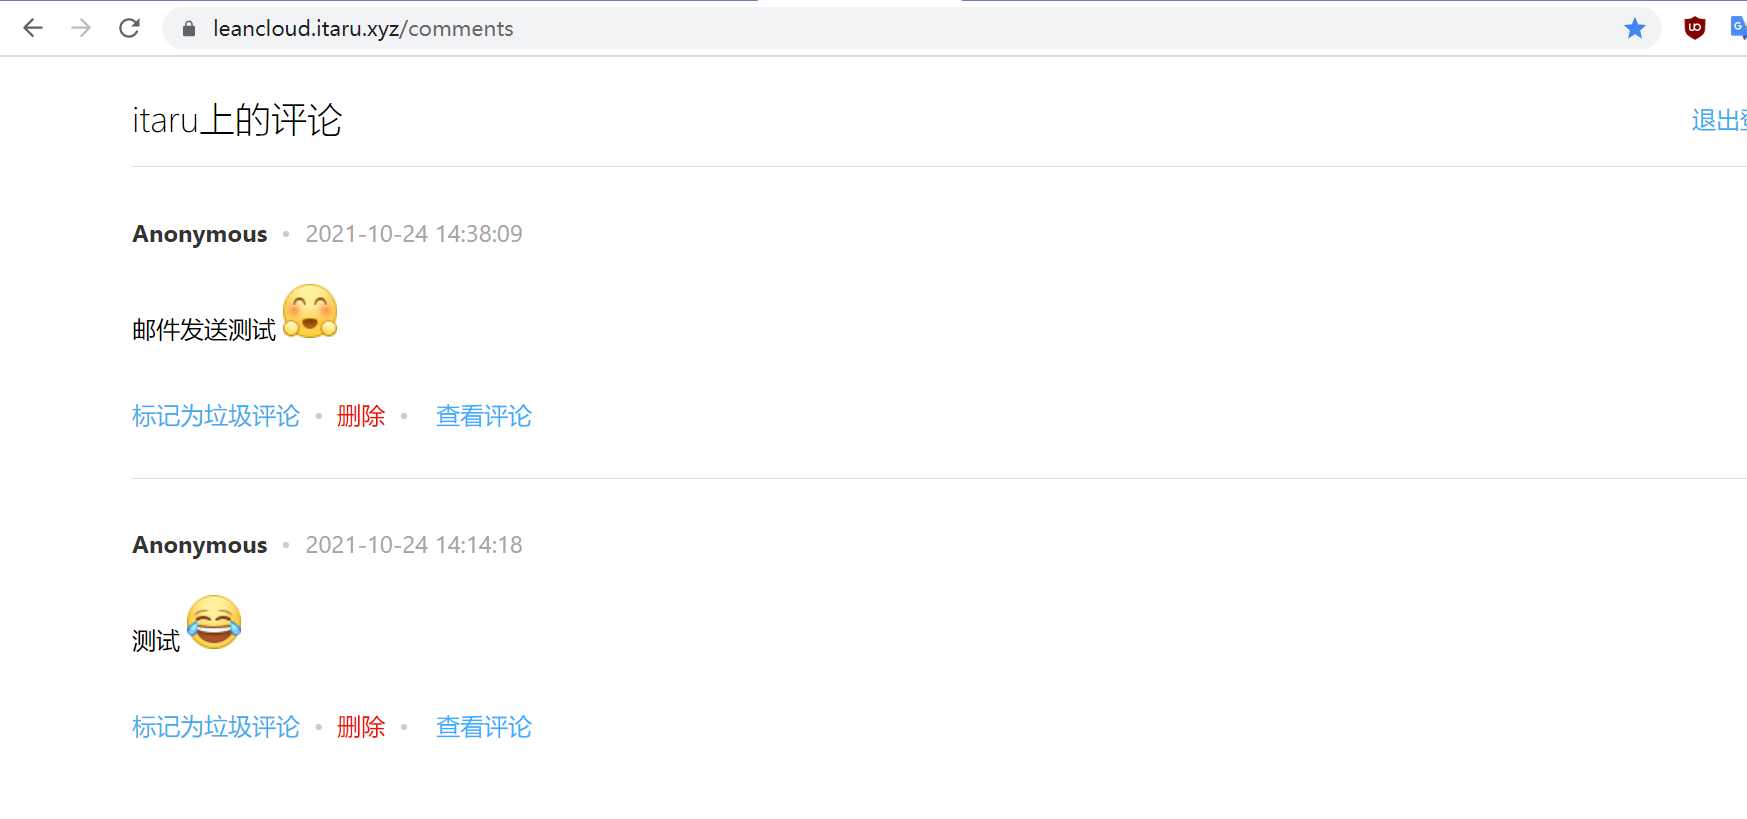 leancloud.itaru.xyz/comments
itaru上的评论
退出
Anonymous • 2021-10-24 14:38:09
邮件发送测试🤗
标记为垃圾评论 • 删除 • 查看评论
Anonymous • 2021-10-24 14:14:18
测试😂
标记为垃圾评论 • 删除 • 查看评论